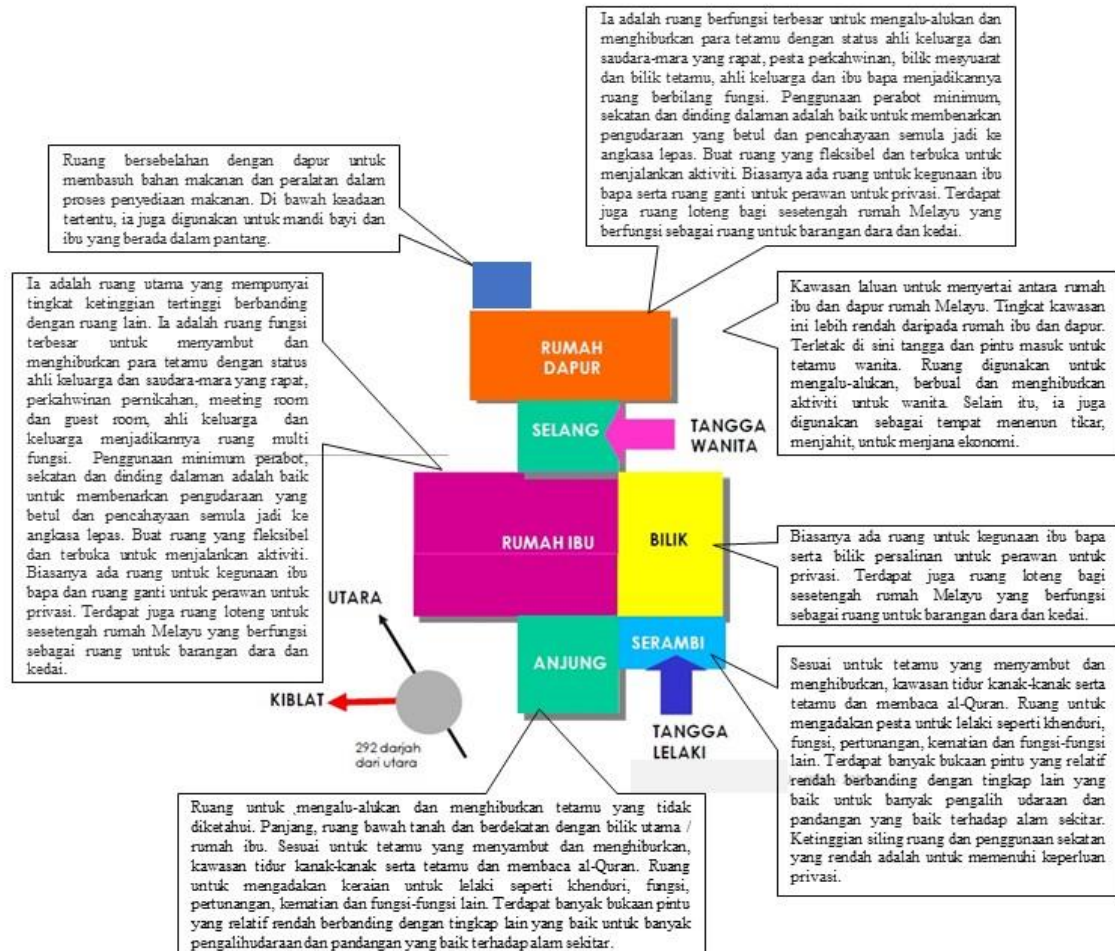 Ia adalah ruang berfungsi terbesar untuk mengalu-alukan dan
menghiburkan para tetamu dengan status ahli keluarga dan
saudara-mara yang rapat, pesta perkahwinan, bilik mesyuarat
dan bilik tetamu, ahli keluarga dan ibu bapa menjadikannya
ruang berbilang fungsi. Penggunaan perabot minimum,
sekatan dan dinding dalaman adalah baik untuk membenarkan
pengudaraan yang betul dan pencahayaan semula jadi ke
angkasa lepas. Buat ruang yang fleksibel dan terbuka untuk
menjalankan aktiviti. Biasanya ada ruang untuk kegunaan ibu
bapa serta ruang ganti untuk perawan untuk privasi. Terdapat
juga ruang loteng bagi sesetengah rumah Melayu yang
berfungsi sebagai ruang untuk barangan dara dan kedai.
Ruang bersebelahan dengan dapur untuk
membasuh bahan makanan dan peralatan dalam
proses penyediaan makanan. Di bawah keadaan
tertentu, ia juga digunakan untuk mandi bayi dan
ibu yang berada dalam pantang.
Ia adalah ruang utama yang mempunyai
tingkat ketinggian tertinggi berbanding
dengan ruang lain. Ia adalah ruang fungsi
terbesar untuk menyambut dan
menghiburkan para tetamu dengan status
ahli keluarga dan saudara-mara yang rapat,
perkahwinan pernikahan, meeting room
dan guest room, ahli keluarga dan
keluarga menjadikannya ruang multi
fungsi. Penggunaan minimum perabot,
sekatan dan dinding dalaman adalah baik
untuk membenarkan pengudaraan yang
betul dan pencahayaan semula jadi ke
angkasa lepas. Buat ruang yang fleksibel
dan terbuka untuk menjalankan aktiviti.
Biasanya ada ruang untuk kegunaan ibu
bapa dan ruang ganti untuk perawan untuk
privasi. Terdapat juga ruang loteng untuk
sesetengah rumah Melayu yang berfungsi
sebagai ruang untuk barangan dara dan
kedai.
Kawasan laluan untuk menyertai antara rumah
ibu dan dapur rumah Melayu. Tingkat kawasan
ini lebih rendah daripada rumah ibu dan dapur.
Terletak di sini tangga dan pintu masuk untuk
tetamu wanita. Ruang digunakan untuk
mengalu-alukan, berbual dan menghiburkan
aktiviti untuk wanita. Selain itu, ia juga
digunakan sebagai tempat menenun tikar,
menjahit, untuk menjana ekonomi.
RUMAH
DAPUR
SELANG
TANGGA
WANITA
RUMAH IBU
BILIK
Biasanya ada ruang untuk kegunaan ibu bapa
serta bilik persalinan untuk perawan untuk
privasi. Terdapat juga ruang loteng bagi
sesetengah rumah Melayu yang berfungsi
sebagai ruang untuk barangan dara dan kedai.
UTARA
KIBLAT
292 darjah
dari utara
ANJUNG
SERAMBI
TANGGA
LELAKI
Sesuai untuk tetamu yang menyambut dan
menghiburkan, kawasan tidur kanak-kanak serta
tetamu dan membaca al-Quran. Ruang untuk
mengadakan pesta untuk lelaki seperti khenduri,
fungsi, pertunangan, kematian dan fungsi-fungsi
lain. Terdapat banyak bukaan pintu yang relatif
rendah berbanding dengan tingkap lain yang
baik untuk banyak pengalih udaraan dan
pandangan yang baik terhadap alam sekitar.
Ketinggian siling ruang dan penggunaan sekatan
yang rendah adalah untuk memenuhi keperluan
privasi.
Ruang untuk mengalu-alukan dan menghiburkan tetamu yang tidak
diketahui. Panjang, ruang bawah tanah dan berdekatan dengan bilik utama /
rumah ibu. Sesuai untuk tetamu yang menyambut dan menghiburkan,
kawasan tidur kanak-kanak serta tetamu dan membaca al-Quran. Ruang
untuk mengadakan keraian untuk lelaki seperti khenduri, fungsi,
pertunangan, kematian dan fungsi-fungsi lain. Terdapat banyak bukaan pintu
yang relatif rendah berbanding dengan tingkap lain yang baik untuk banyak
pengalihudaraan dan pandangan yang baik terhadap alam sekitar.